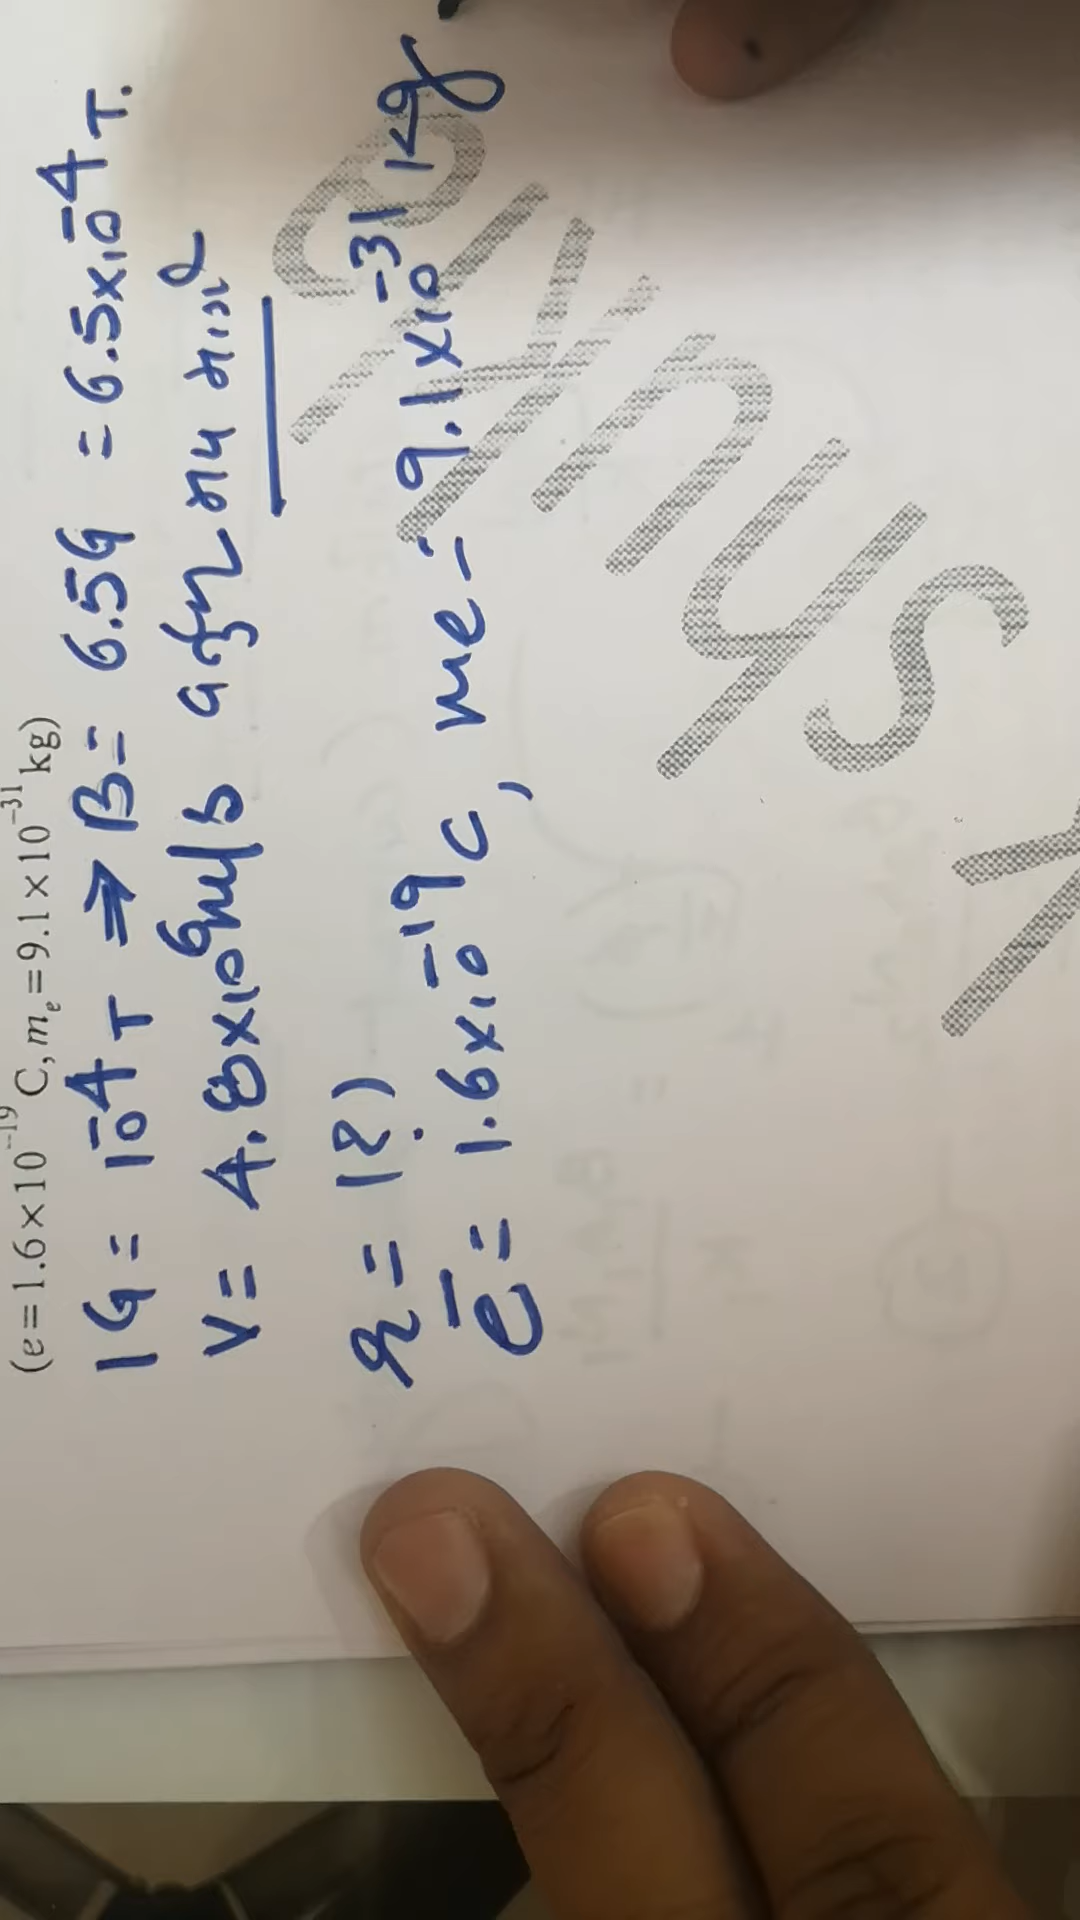 (e=1.6×10⁻¹⁹ C, mₑ=9.1×10⁻³¹ kg)
1G = 10⁻⁴ T ⇒ B = 6.5G = 6.5×10⁻⁴ T.
V = 4.8×10⁶ m/s
r = (?)
e⁻ = 1.6×10⁻¹⁹ C, me = 9.1×10⁻³¹ kg
PHYSICS